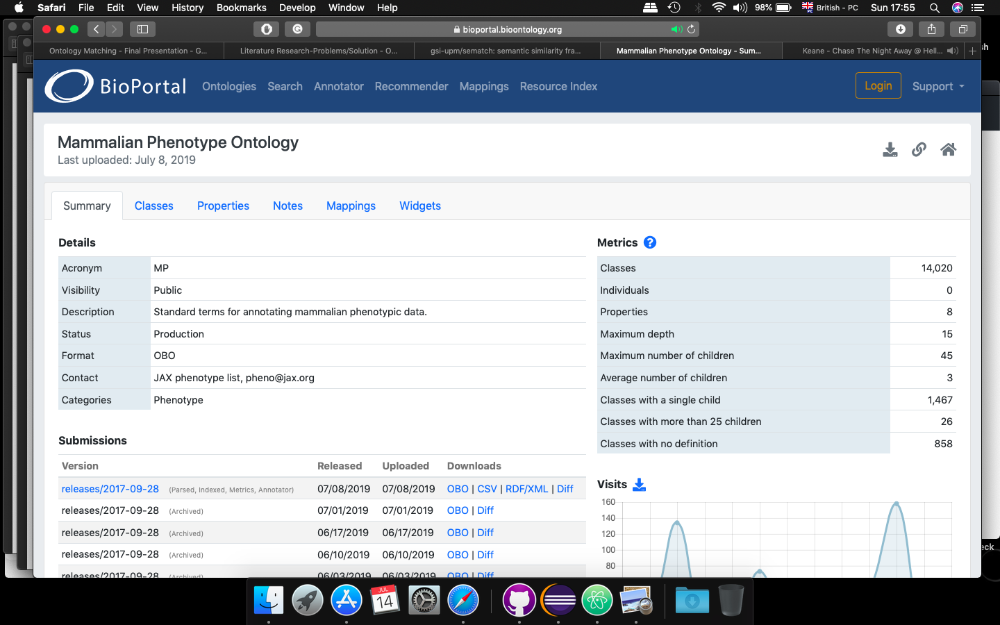 Safari File Edit View History Bookmarks Develop Window Help 98% British - PC Sun 17:55
bioportal.bioontology.org
Ontology Matching - Final Presentation - G... Literature Research-Problems/Solution - O... gsi-upm/sematch: semantic similarity fra... Mammalian Phenotype Ontology - Sum... Keane - Chase The Night Away @ Hell...
BioPortal Ontologies Search Annotator Recommender Mappings Resource Index Login Support
Mammalian Phenotype Ontology
Last uploaded: July 8, 2019
Summary Classes Properties Notes Mappings Widgets
Details
Acronym MP
Visibility Public
Description Standard terms for annotating mammalian phenotypic data.
Status Production
Format OBO
Contact JAX phenotype list, pheno@jax.org
Categories Phenotype
Submissions
Version Released Uploaded Downloads
releases/2017-09-28 (Parsed, Indexed, Metrics, Annotator) 07/08/2019 07/08/2019 OBO | CSV | RDF/XML | Diff
releases/2017-09-28 (Archived) 07/01/2019 07/01/2019 OBO | Diff
releases/2017-09-28 (Archived) 06/17/2019 06/17/2019 OBO | Diff
releases/2017-09-28 (Archived) 06/10/2019 06/10/2019 OBO | Diff
releases/2017-09-28 (Archived) 06/03/2019 06/03/2019 OBO | Diff
Metrics ?
Classes 14,020
Individuals 0
Properties 8
Maximum depth 15
Maximum number of children 45
Average number of children 3
Classes with a single child 1,467
Classes with more than 25 children 26
Classes with no definition 858
Visits
160
140
120
100
80
JUL
14